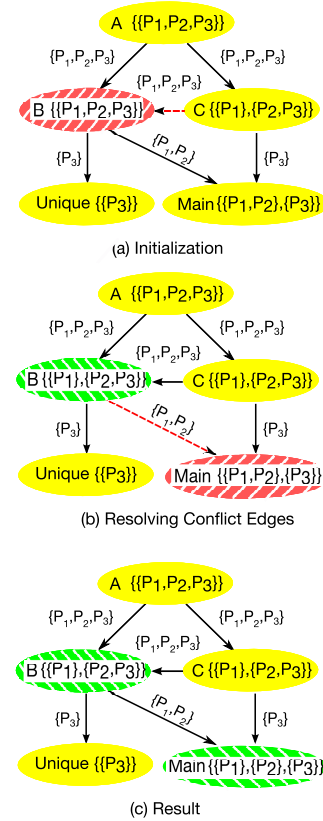 A {{P1,P2,P3}}
{P1,P2,P3} {P1,P2,P3}
{P1,P2,P3}
B {{P1,P2,P3}} C {{P1},{P2,P3}}
{P3} {P1,P2} {P3}
Unique {{P3}} Main {{P1,P2},{P3}}
(a) Initialization
A {{P1,P2,P3}}
{P1,P2,P3} {P1,P2,P3}
{P1,P2,P3}
B {{P1},{P2,P3}} C {{P1},{P2,P3}}
{P3} {P1,P2} {P3}
Unique {{P3}} Main {{P1,P2},{P3}}
(b) Resolving Conflict Edges
A {{P1,P2,P3}}
{P1,P2,P3} {P1,P2,P3}
{P1,P2,P3}
B {{P1},{P2,P3}} C {{P1},{P2,P3}}
{P3} {P1,P2} {P3}
Unique {{P3}} Main {{P1},{P2},{P3}}
(c) Result